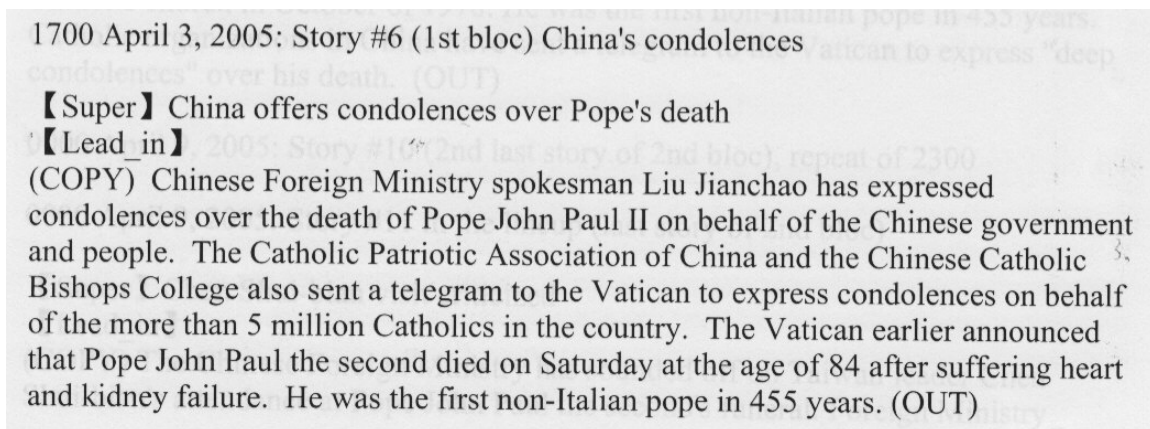 1700 April 3, 2005: Story #6 (1st bloc) China's condolences
【Super】China offers condolences over Pope's death
【Lead_in】
(COPY)  Chinese Foreign Ministry spokesman Liu Jianchao has expressed
condolences over the death of Pope John Paul II on behalf of the Chinese government
and people.  The Catholic Patriotic Association of China and the Chinese Catholic
Bishops College also sent a telegram to the Vatican to express condolences on behalf
of the more than 5 million Catholics in the country.  The Vatican earlier announced
that Pope John Paul the second died on Saturday at the age of 84 after suffering heart
and kidney failure.  He was the first non-Italian pope in 455 years. (OUT)